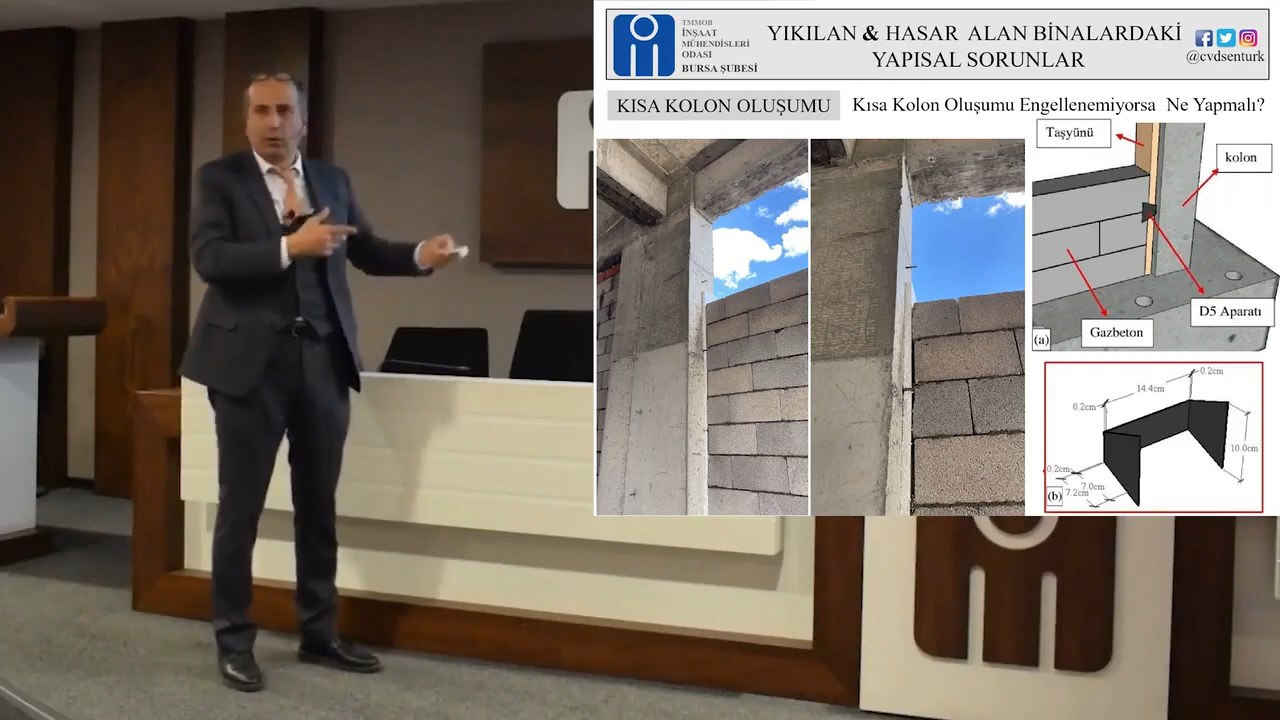 TMMOB
İNŞAAT
MÜHENDİSLERİ
ODASI
BURSA ŞUBESİ
YIKILAN & HASAR ALAN BİNALARDAKİ
YAPISAL SORUNLAR
@cvdsenturk
KISA KOLON OLUŞUMU
Kısa Kolon Oluşumu Engellenemiyorsa Ne Yapmalı?
Taşyünü
kolon
D5 Aparatı
Gazbeton
(a)
0.2cm
14.4cm
0.2cm
10.0cm
0.2cm
7.0cm
7.2cm
(b)